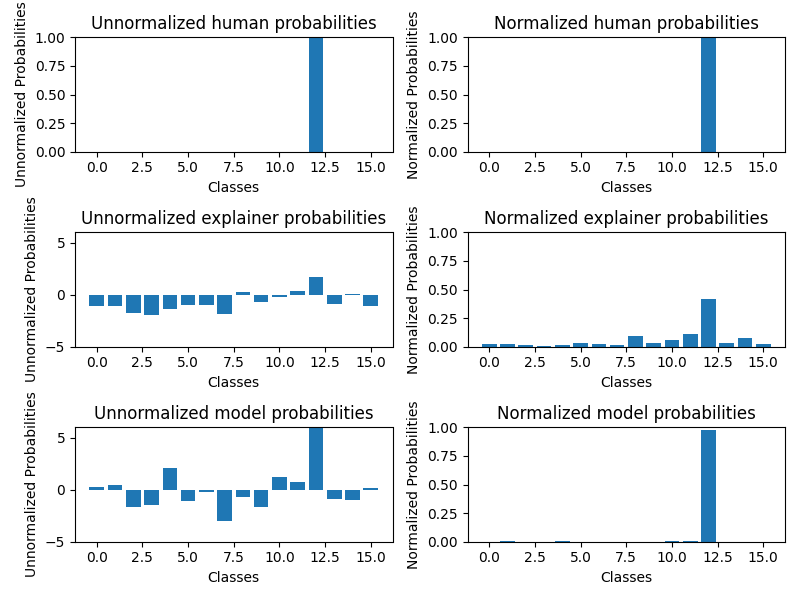 Unnormalized human probabilities
Unnormalized Probabilities
1.00
0.75
0.50
0.25
0.00
0.0 2.5 5.0 7.5 10.0 12.5 15.0
Classes
Normalized human probabilities
Normalized Probabilities
1.00
0.75
0.50
0.25
0.00
0.0 2.5 5.0 7.5 10.0 12.5 15.0
Classes
Unnormalized explainer probabilities
Unnormalized Probabilities
5
0
−5
0.0 2.5 5.0 7.5 10.0 12.5 15.0
Classes
Normalized explainer probabilities
Normalized Probabilities
1.00
0.75
0.50
0.25
0.00
0.0 2.5 5.0 7.5 10.0 12.5 15.0
Classes
Unnormalized model probabilities
Unnormalized Probabilities
5
0
−5
0.0 2.5 5.0 7.5 10.0 12.5 15.0
Classes
Normalized model probabilities
Normalized Probabilities
1.00
0.75
0.50
0.25
0.00
0.0 2.5 5.0 7.5 10.0 12.5 15.0
Classes